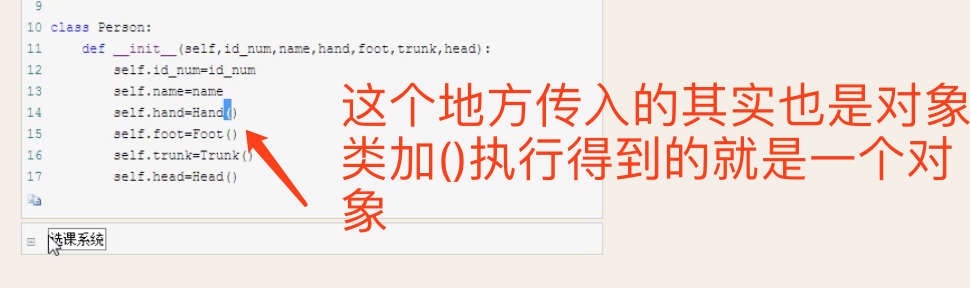 9
10 class Person:
11 def __init__(self,id_num,name,hand,foot,trunk,head):
12 self.id_num=id_num
13 self.name=name
14 self.hand=Hand()
15 self.foot=Foot()
16 self.trunk=Trunk()
17 self.head=Head()
这个地方传入的其实也是对象
类加()执行得到的就是一个对
象
选课系统